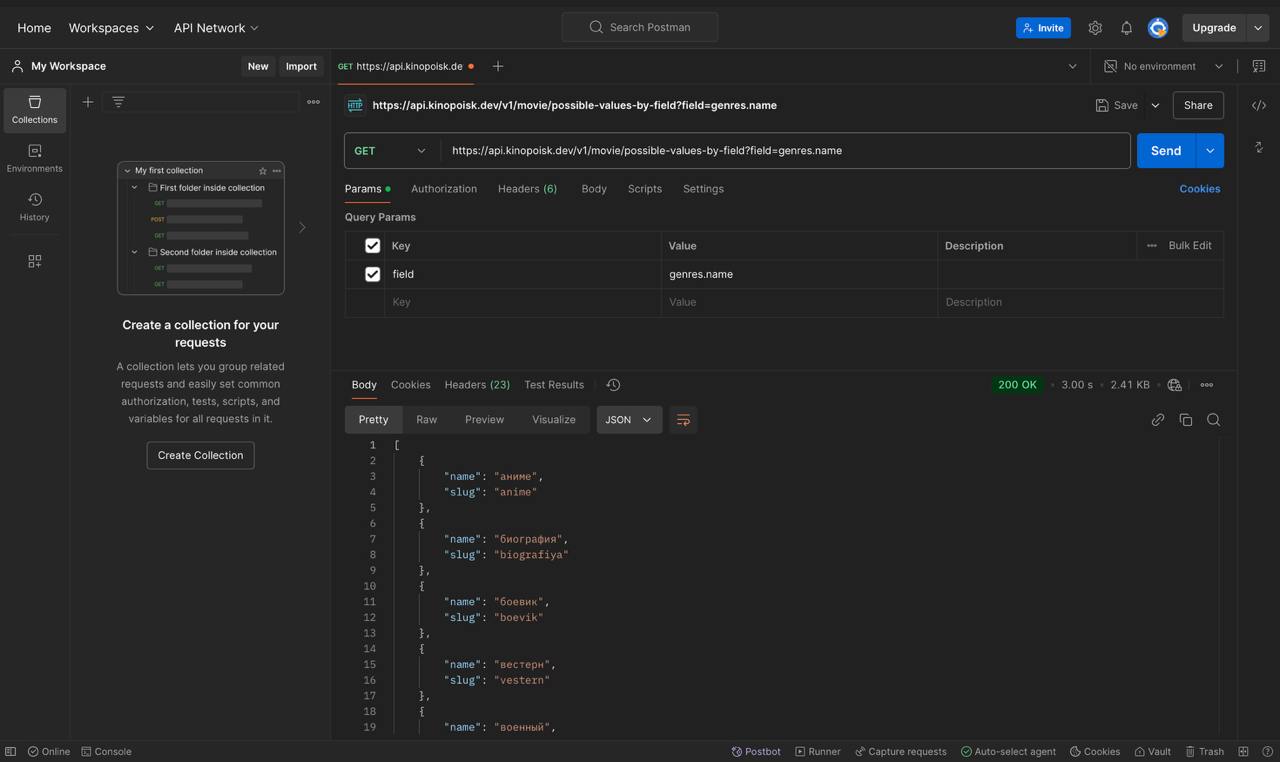 Home Workspaces API Network Search Postman Invite Upgrade
My Workspace New Import GET https://api.kinopoisk.de No environment
Collections
Environments
History
My first collection
First folder inside collection
GET
POST
GET
Second folder inside collection
GET
GET
Create a collection for your
requests
A collection lets you group related
requests and easily set common
authorization, tests, scripts, and
variables for all requests in it.
Create Collection
HTTP https://api.kinopoisk.dev/v1/movie/possible-values-by-field?field=genres.name Save Share
GET https://api.kinopoisk.dev/v1/movie/possible-values-by-field?field=genres.name Send
Params Authorization Headers (6) Body Scripts Settings Cookies
Query Params
Key Value Description Bulk Edit
field genres.name
Key Value Description
Body Cookies Headers (23) Test Results 200 OK 3.00 s 2.41 KB
Pretty Raw Preview Visualize JSON
1 [
2 {
3 "name": "аниме",
4 "slug": "anime"
5 },
6 {
7 "name": "биография",
8 "slug": "biografiya"
9 },
10 {
11 "name": "боевик",
12 "slug": "boevik"
13 },
14 {
15 "name": "вестерн",
16 "slug": "vestern"
17 },
18 {
19 "name": "военный",
Online Console Postbot Runner Capture requests Auto-select agent Cookies Vault Trash